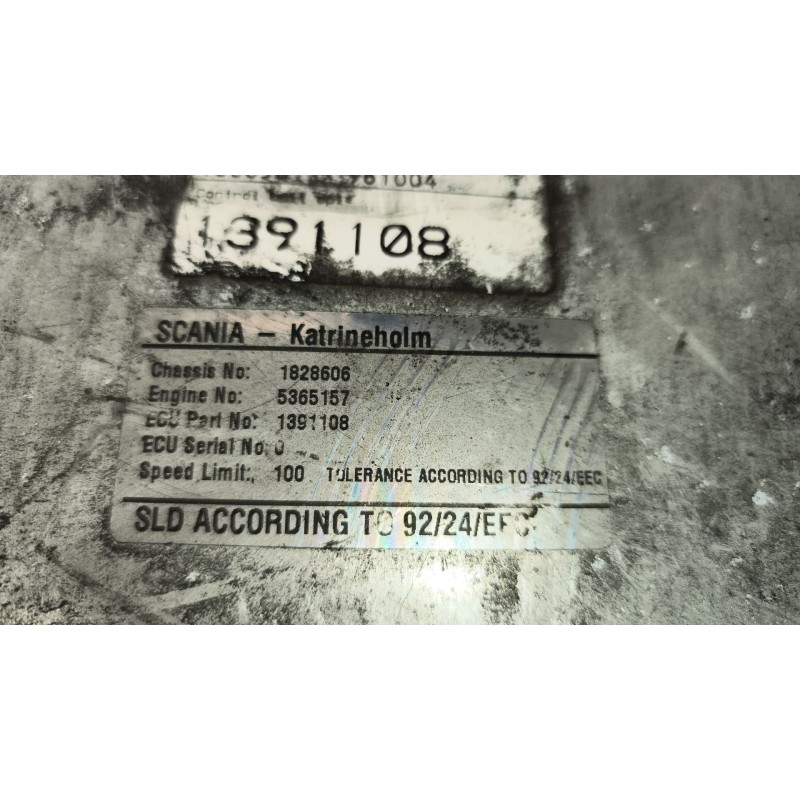 1391108
SCANIA – Katrineholm
Chassis No: 1828606
Engine No: 5365157
ECU Part No: 1391108
ECU Serial No: 0
Speed Limit:, 100 TOLERANCE ACCORDING TO 92/24/EEC
SLD ACCORDING TO 92/24/EEC